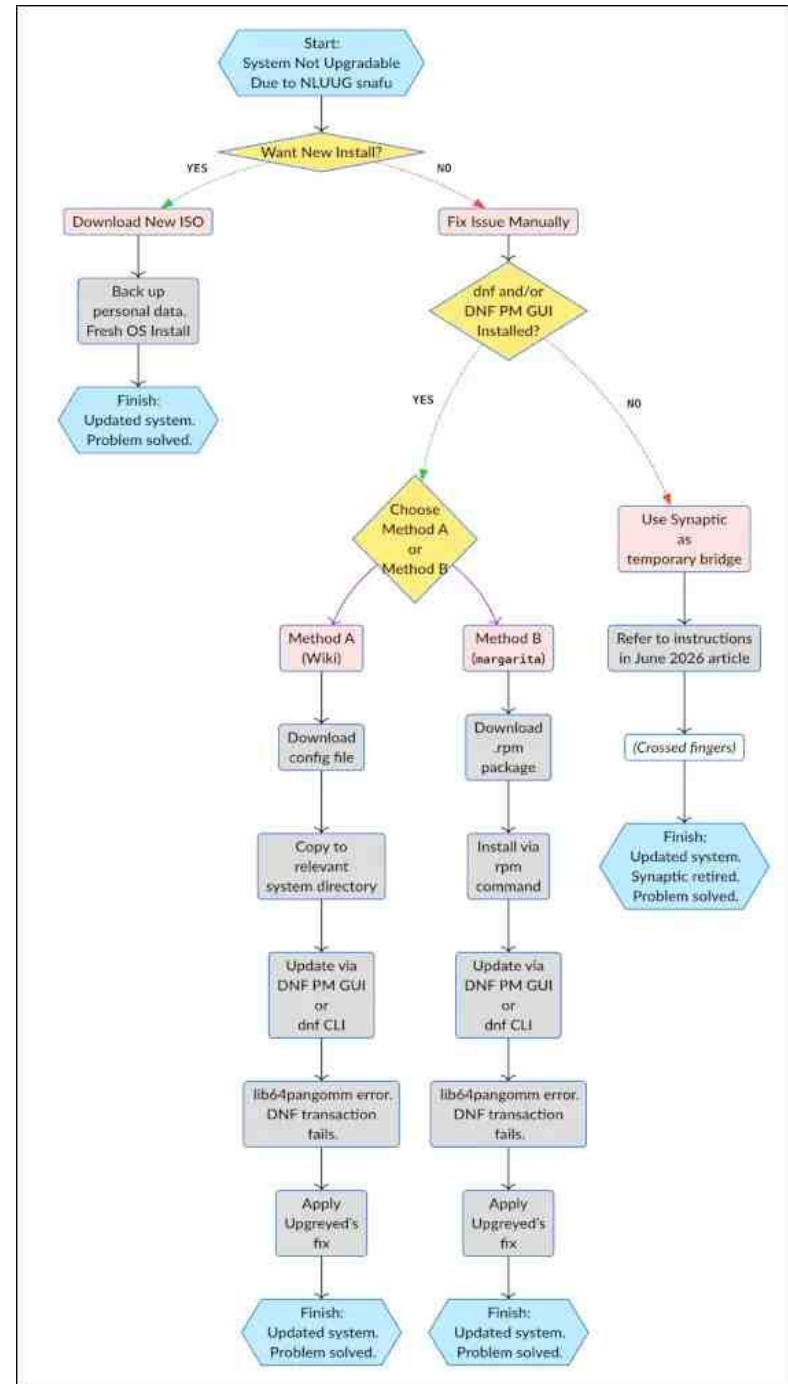 Start:
System Not Upgradable
Due to NLUUG snafu
Want New Install?
YES
NO
Download New ISO
Fix Issue Manually
Back up
personal data.
Fresh OS Install
dnf and/or
DNF PM GUI
Installed?
Finish:
Updated system.
Problem solved.
YES
NO
Choose
Method A
or
Method B
Use Synaptic
as
temporary bridge
Method A
(Wiki)
Method B
(margarita)
Refer to instructions
in June 2026 article
Download
config file
Download
.rpm
package
(Crossed fingers)
Copy to
relevant
system directory
Install via
rpm
command
Finish:
Updated system.
Synaptic retired.
Problem solved.
Update via
DNF PM GUI
or
dnf CLI
Update via
DNF PM GUI
or
dnf CLI
lib64pangomm error.
DNF transaction
fails.
lib64pangomm error.
DNF transaction
fails.
Apply
Upgreyed's
fix
Apply
Upgreyed's
fix
Finish:
Updated system.
Problem solved.
Finish:
Updated system.
Problem solved.